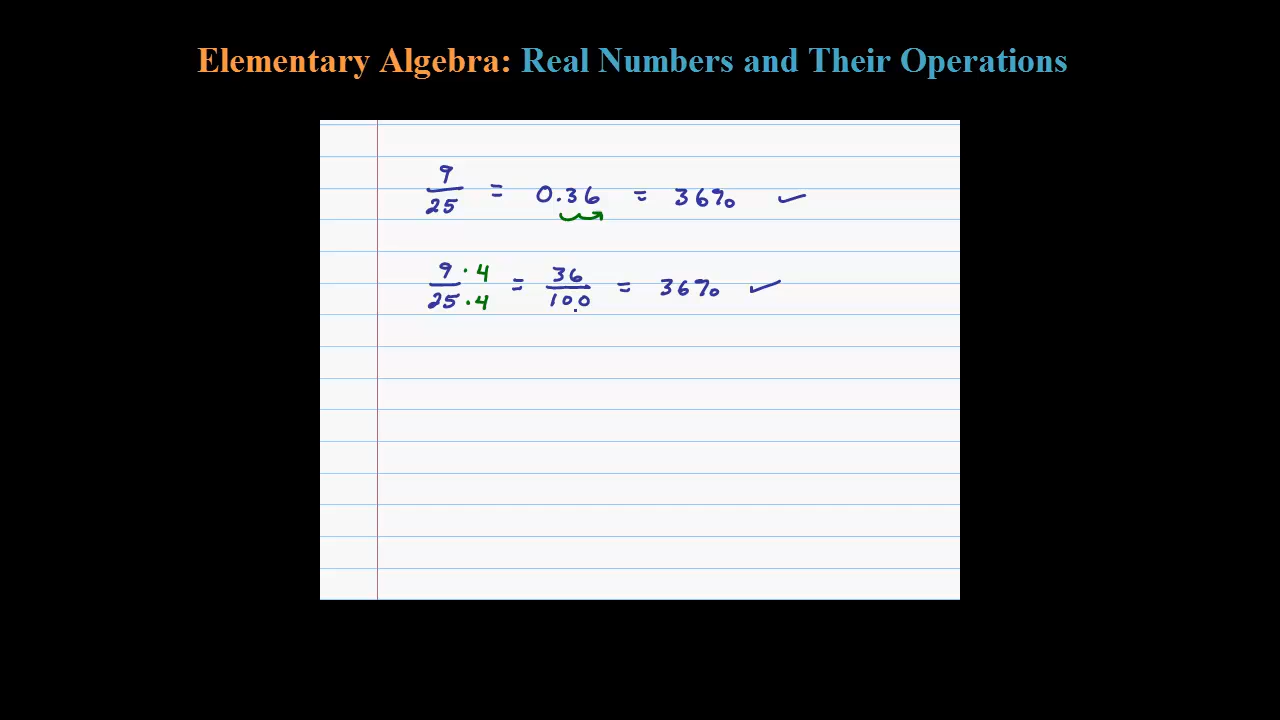 Elementary Algebra: Real Numbers and Their Operations
9/25 = 0.36 = 36% ✓
9·4/25·4 = 36/100 = 36% ✓